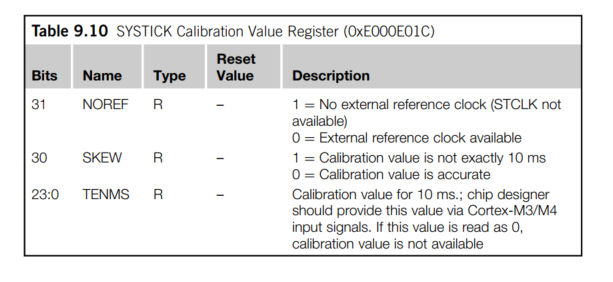 Table 9.10 SYSTICK Calibration Value Register (0xE000E01C)
Bits Name Type Reset Value Description
31 NOREF R – 1 = No external reference clock (STCLK not
available)
0 = External reference clock available
30 SKEW R – 1 = Calibration value is not exactly 10 ms
0 = Calibration value is accurate
23:0 TENMS R – Calibration value for 10 ms.; chip designer
should provide this value via Cortex-M3/M4
input signals. If this value is read as 0,
calibration value is not available